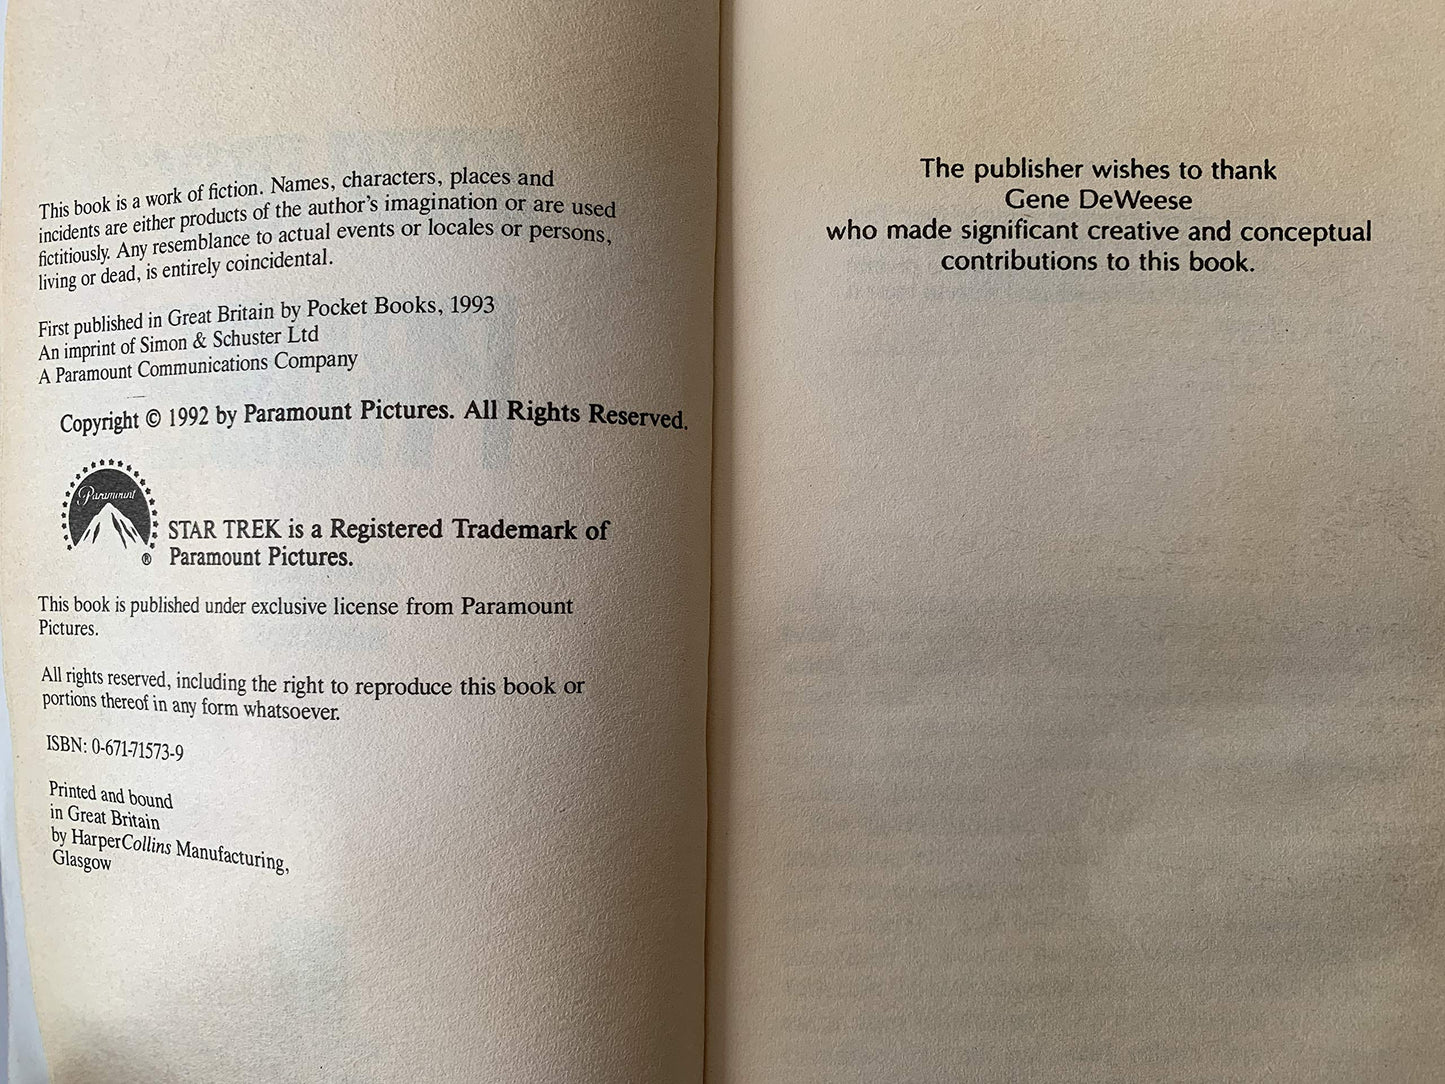 This book is a work of fiction. Names, characters, places and
incidents are either products of the author's imagination or are used
fictitiously. Any resemblance to actual events or locales or persons,
living or dead, is entirely coincidental.
First published in Great Britain by Pocket Books, 1993
An imprint of Simon & Schuster Ltd
A Paramount Communications Company
Copyright © 1992 by Paramount Pictures. All Rights Reserved.
Paramount
STAR TREK is a Registered Trademark of
® Paramount Pictures.
This book is published under exclusive license from Paramount
Pictures.
All rights reserved, including the right to reproduce this book or
portions thereof in any form whatsoever.
ISBN: 0-671-71573-9
Printed and bound
in Great Britain
by HarperCollins Manufacturing,
Glasgow
The publisher wishes to thank
Gene DeWeese
who made significant creative and conceptual
contributions to this book.